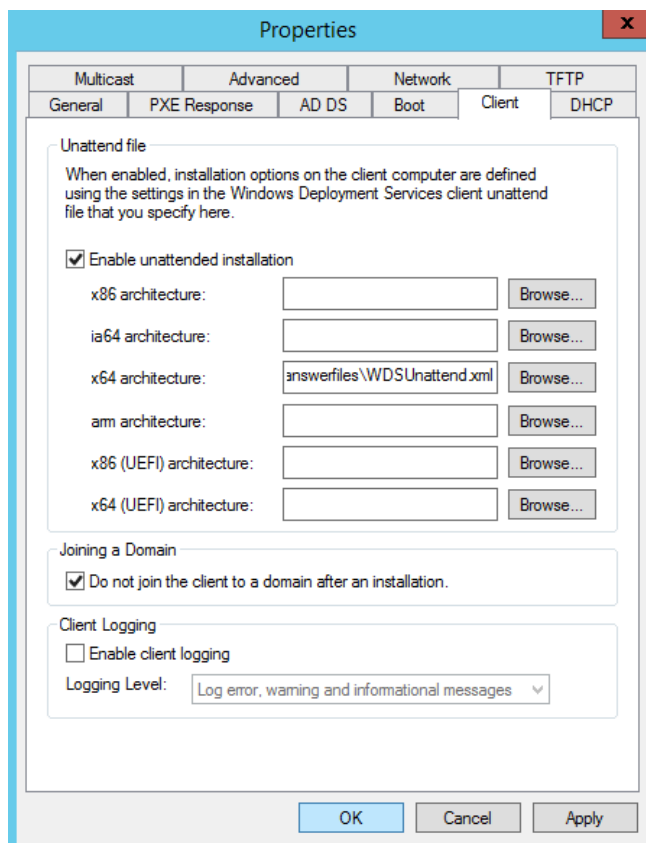 Properties
x
Multicast Advanced Network TFTP
General PXE Response AD DS Boot Client DHCP
Unattend file
When enabled, installation options on the client computer are defined
using the settings in the Windows Deployment Services client unattend
file that you specify here.
Enable unattended installation
x86 architecture: Browse...
ia64 architecture: Browse...
x64 architecture: answerfiles\WDSUnattend.xml Browse...
arm architecture: Browse...
x86 (UEFI) architecture: Browse...
x64 (UEFI) architecture: Browse...
Joining a Domain
Do not join the client to a domain after an installation.
Client Logging
Enable client logging
Logging Level: Log error, warning and informational messages
OK Cancel Apply